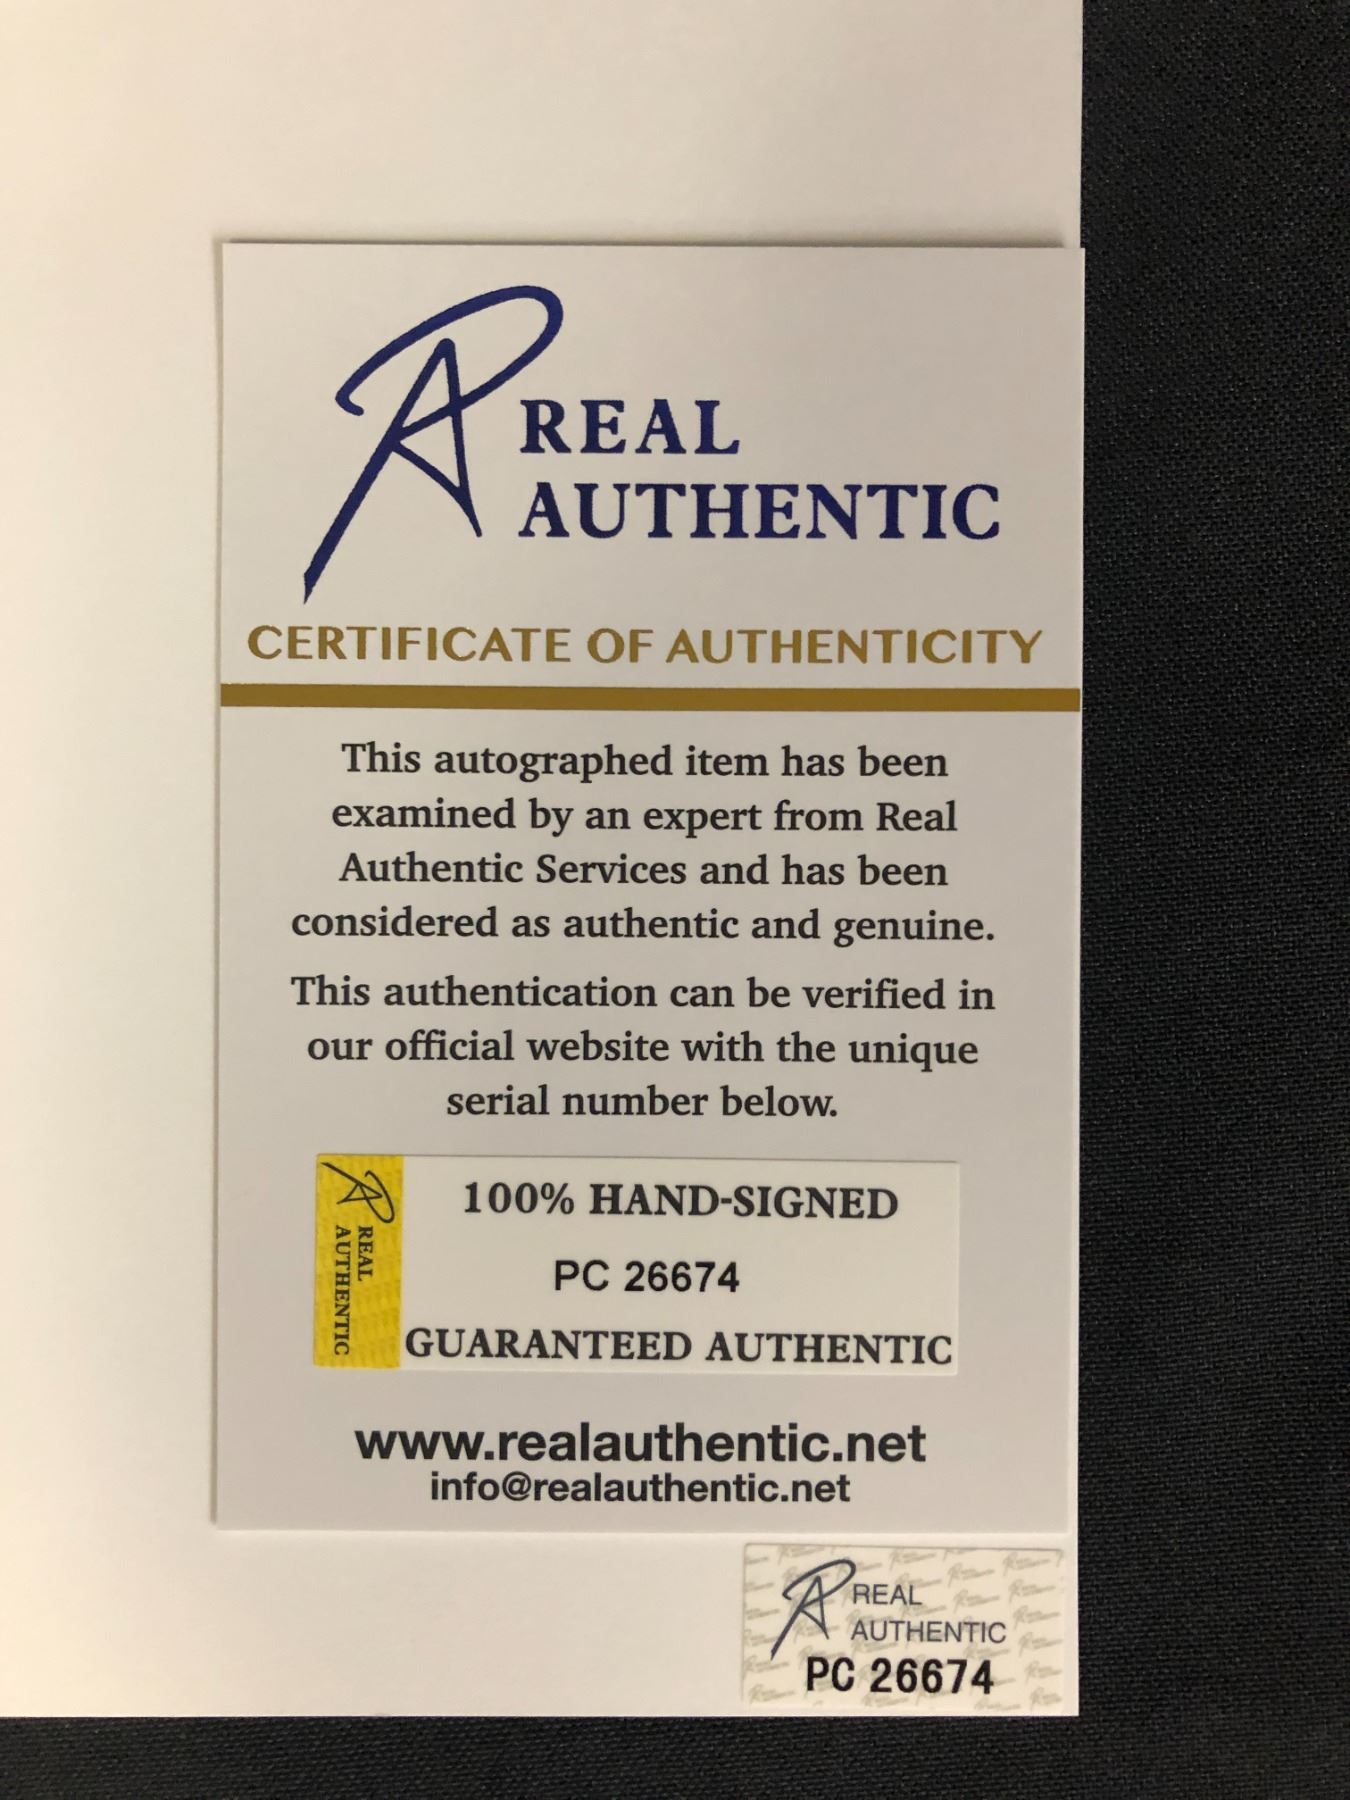 REAL
AUTHENTIC
CERTIFICATE OF AUTHENTICITY
This autographed item has been
examined by an expert from Real
Authentic Services and has been
considered as authentic and genuine.
This authentication can be verified in
our official website with the unique
serial number below.
REAL
AUTHENTIC
100% HAND-SIGNED
PC 26674
GUARANTEED AUTHENTIC
www.realauthentic.net
info@realauthentic.net
REAL
AUTHENTIC
PC 26674